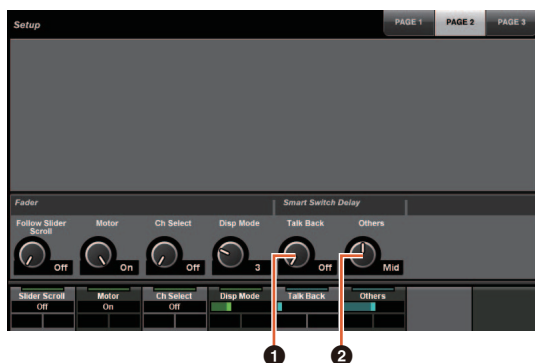 Setup
PAGE 1 PAGE 2 PAGE 3
Fader Smart Switch Delay
Follow Slider Scroll Motor Ch Select Disp Mode Talk Back Others
Off On Off 3 Off Mid
Slider Scroll Motor Ch Select Disp Mode Talk Back Others
Off On Off
1 2